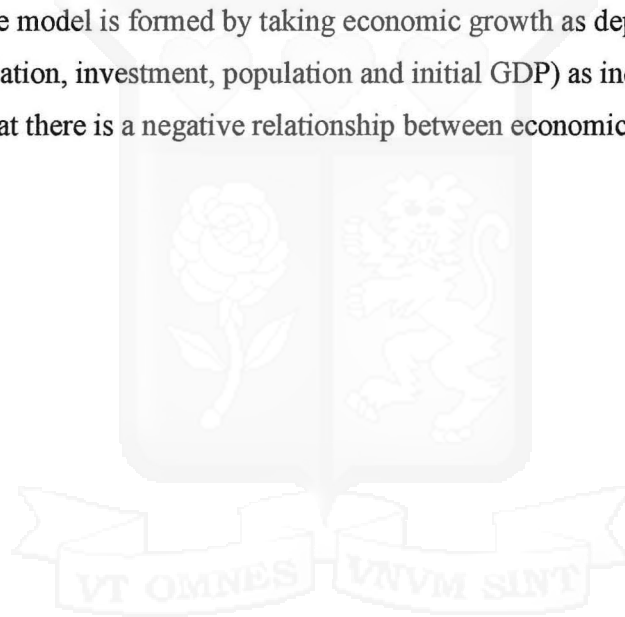 e model is formed by taking economic growth as dep
ation, investment, population and initial GDP) as in
at there is a negative relationship between economic
VT OMNES VNVM SINT